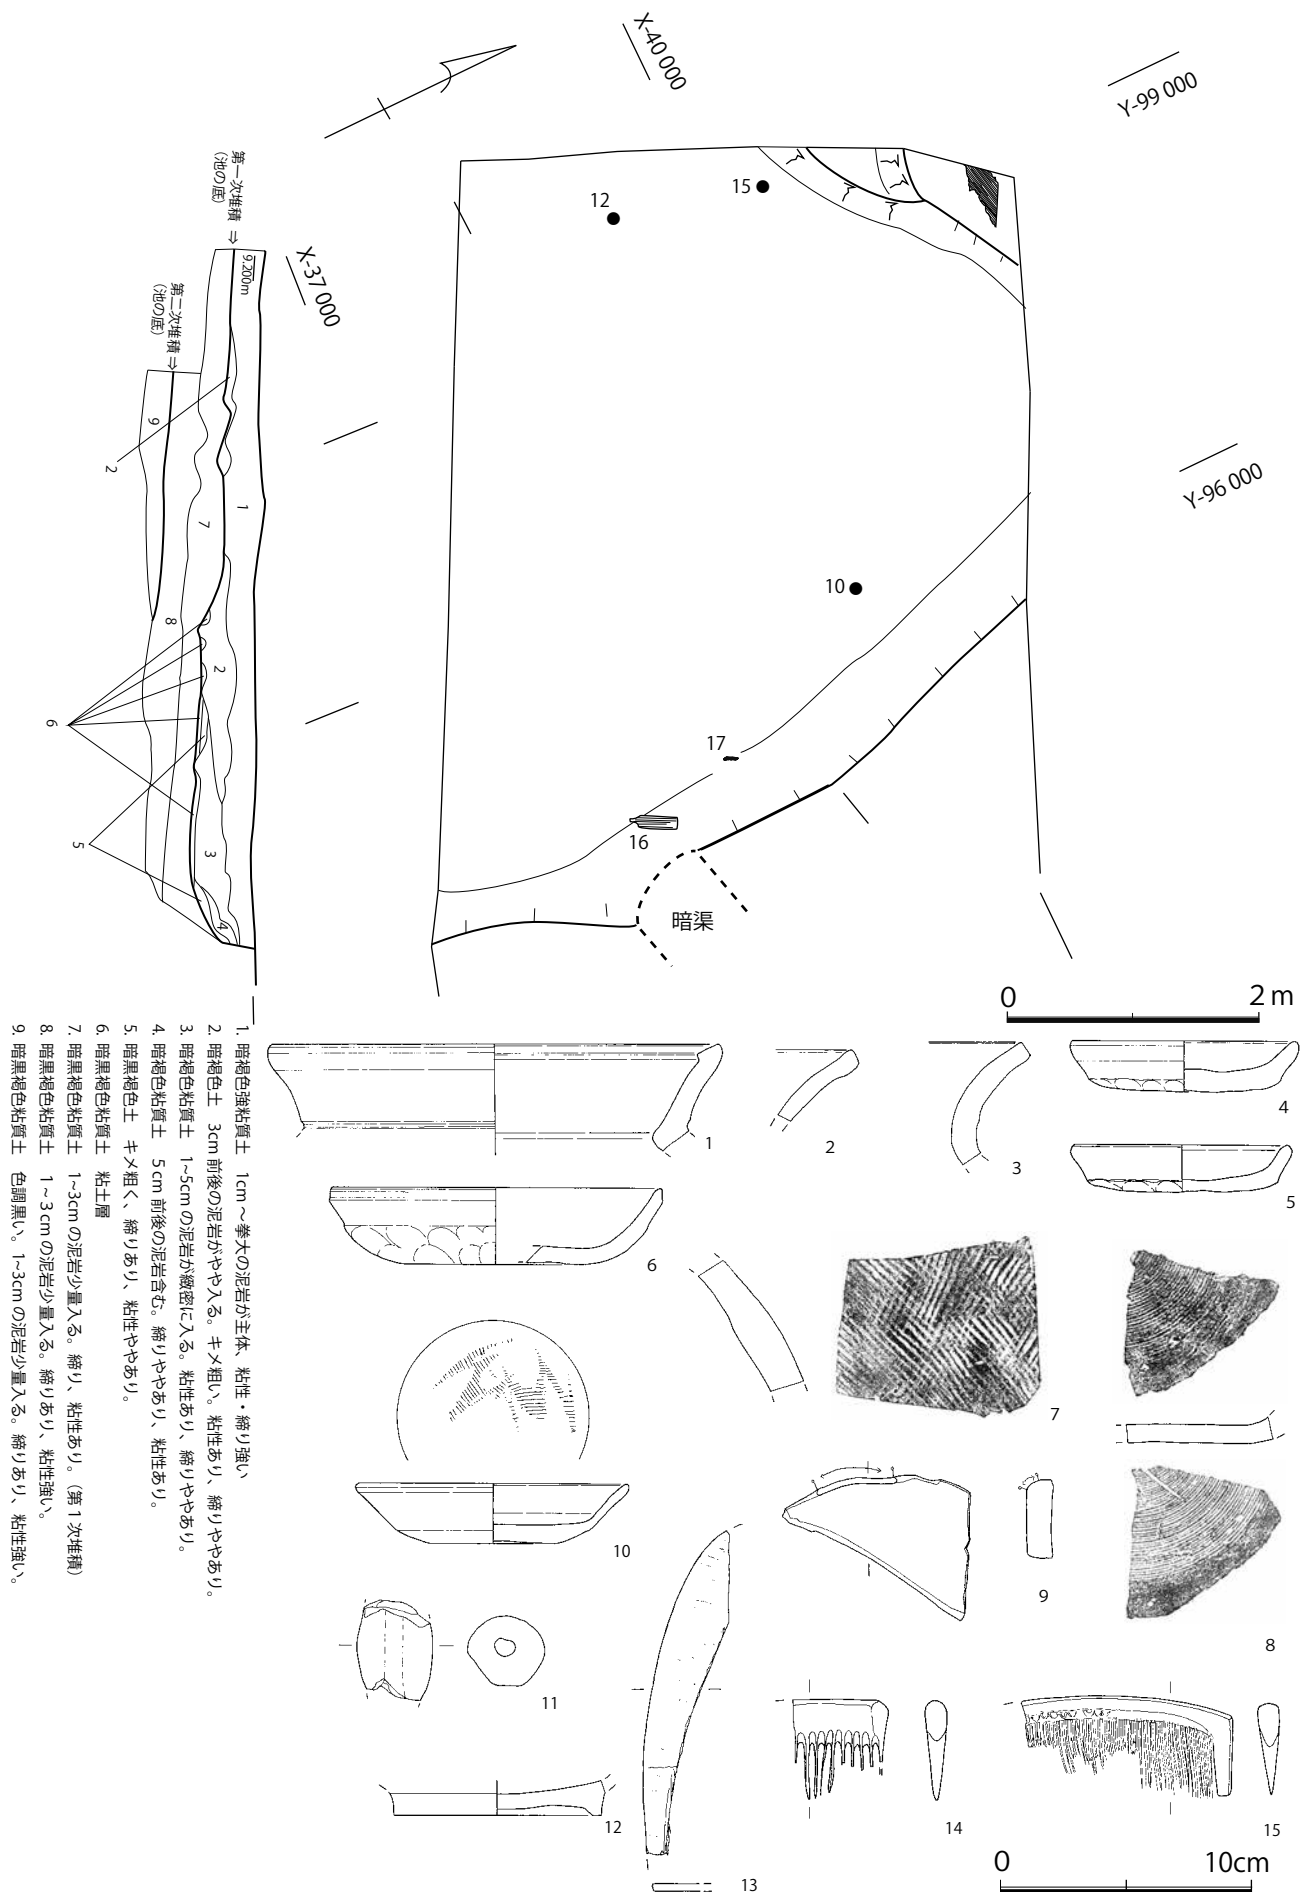 X-40 000
Y-99 000
第一次堆積
(池の底)
⇒
9.200m
X-37 000
第二次堆積
(池の底)
⇒
15
12
9
2
1
7
Y-96 000
10
8
2
6
17
16
5
3
4
暗渠
0 2 m
1. 暗褐色強粘質土 1cm ～拳大の泥岩が主体、粘性・締り強い
2. 暗褐色土 3cm 前後の泥岩がやや入る。キメ粗い。粘性あり、締りややあり。
3. 暗褐色粘質土 1~5cm の泥岩が緻密に入る。粘性あり、締りややあり。
4. 暗褐色粘質土 5 cm 前後の泥岩含む。締りややあり、粘性あり。
5. 暗黒褐色土 キメ粗く、締りあり、粘性ややあり。
6. 暗黒褐色粘質土 粘土層
7. 暗黒褐色粘質土 1~3cm の泥岩少量入る。締り、粘性あり。（第 1 次堆積）
8. 暗黒褐色粘質土 1 ~ 3 cm の泥岩少量入る。締りあり、粘性強い。
9. 暗黒褐色粘質土 色調黒い。1~3cm の泥岩少量入る。締りあり、粘性強い。
1
2
3
4
5
6
7
8
9
10
11
12
13
14
15
0 10cm